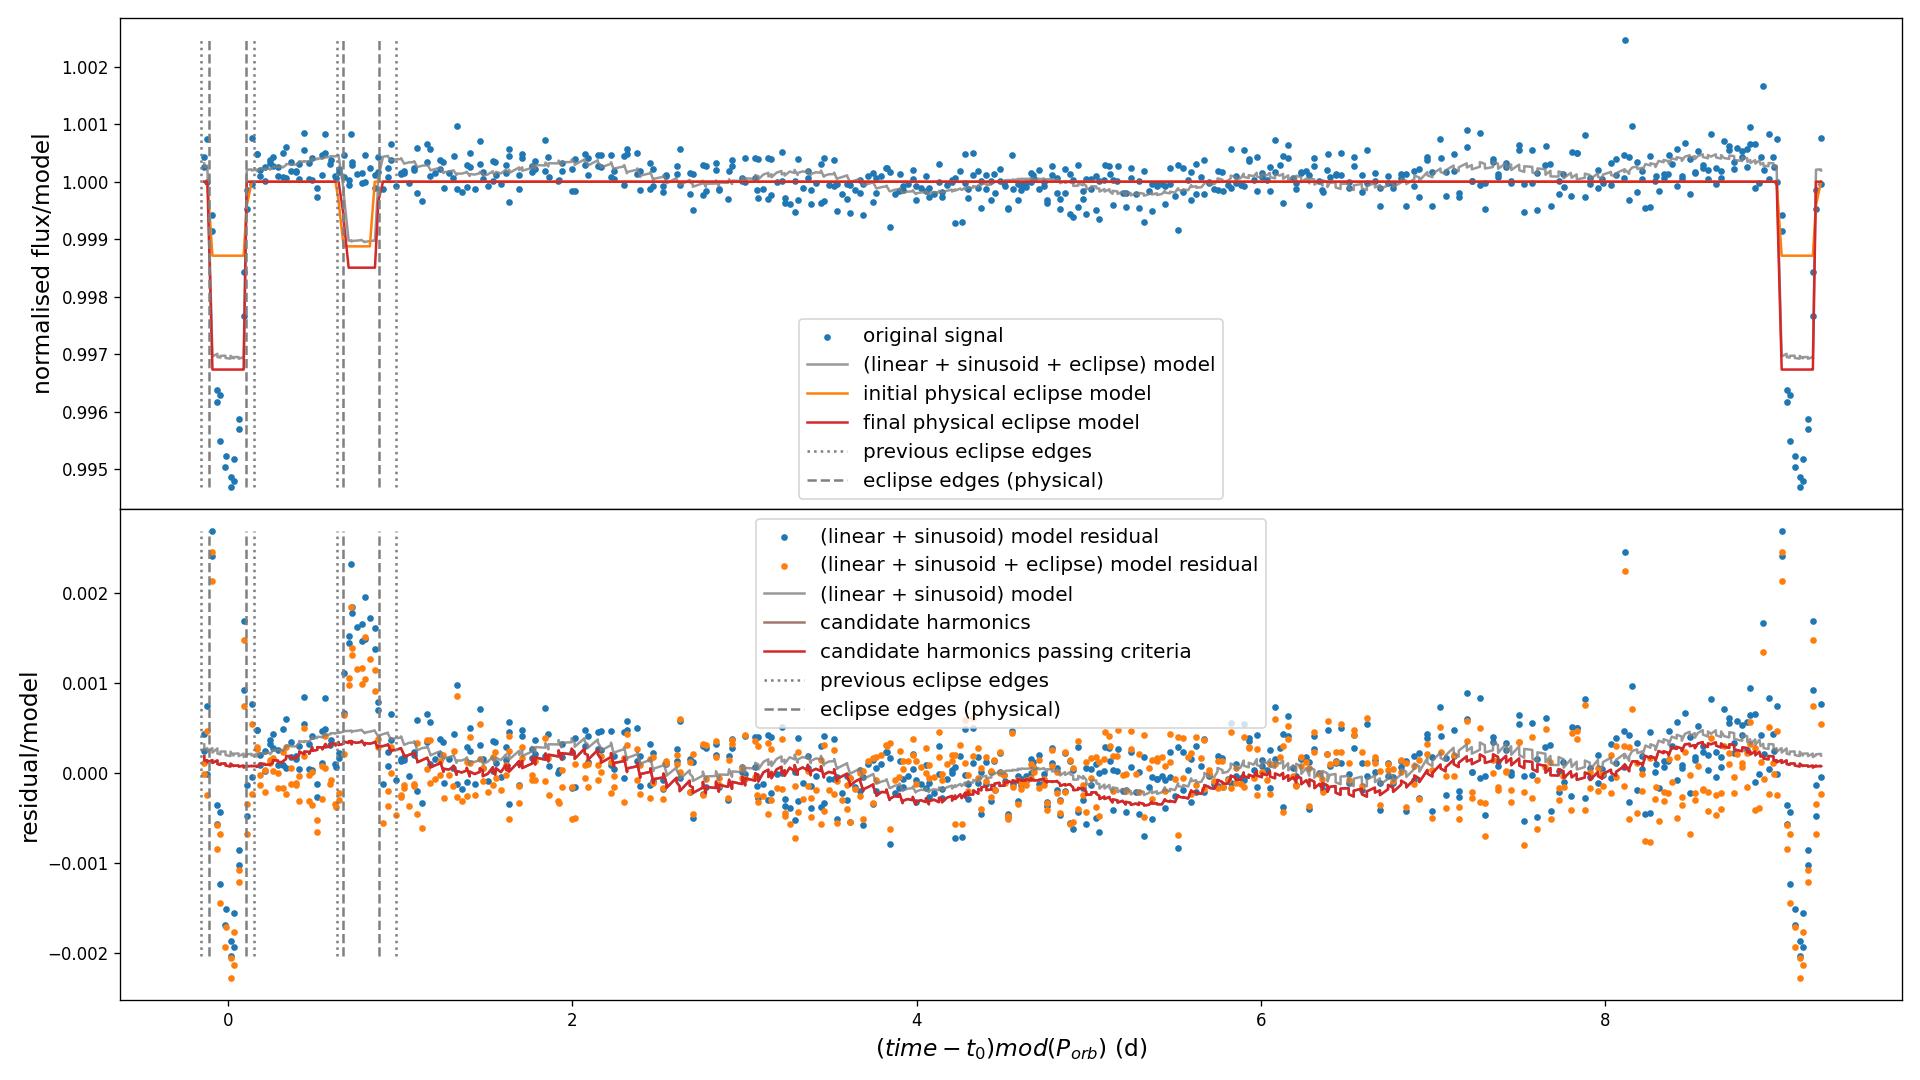 normalised flux/model
1.002
1.001
1.000
0.999
0.998
0.997
0.996
0.995
original signal
(linear + sinusoid + eclipse) model
initial physical eclipse model
final physical eclipse model
previous eclipse edges
eclipse edges (physical)
residual/model
0.002
0.001
0.000
−0.001
−0.002
(linear + sinusoid) model residual
(linear + sinusoid + eclipse) model residual
(linear + sinusoid) model
candidate harmonics
candidate harmonics passing criteria
previous eclipse edges
eclipse edges (physical)
0 2 4 6 8
(time − t₀)mod(Pₒᵣb) (d)